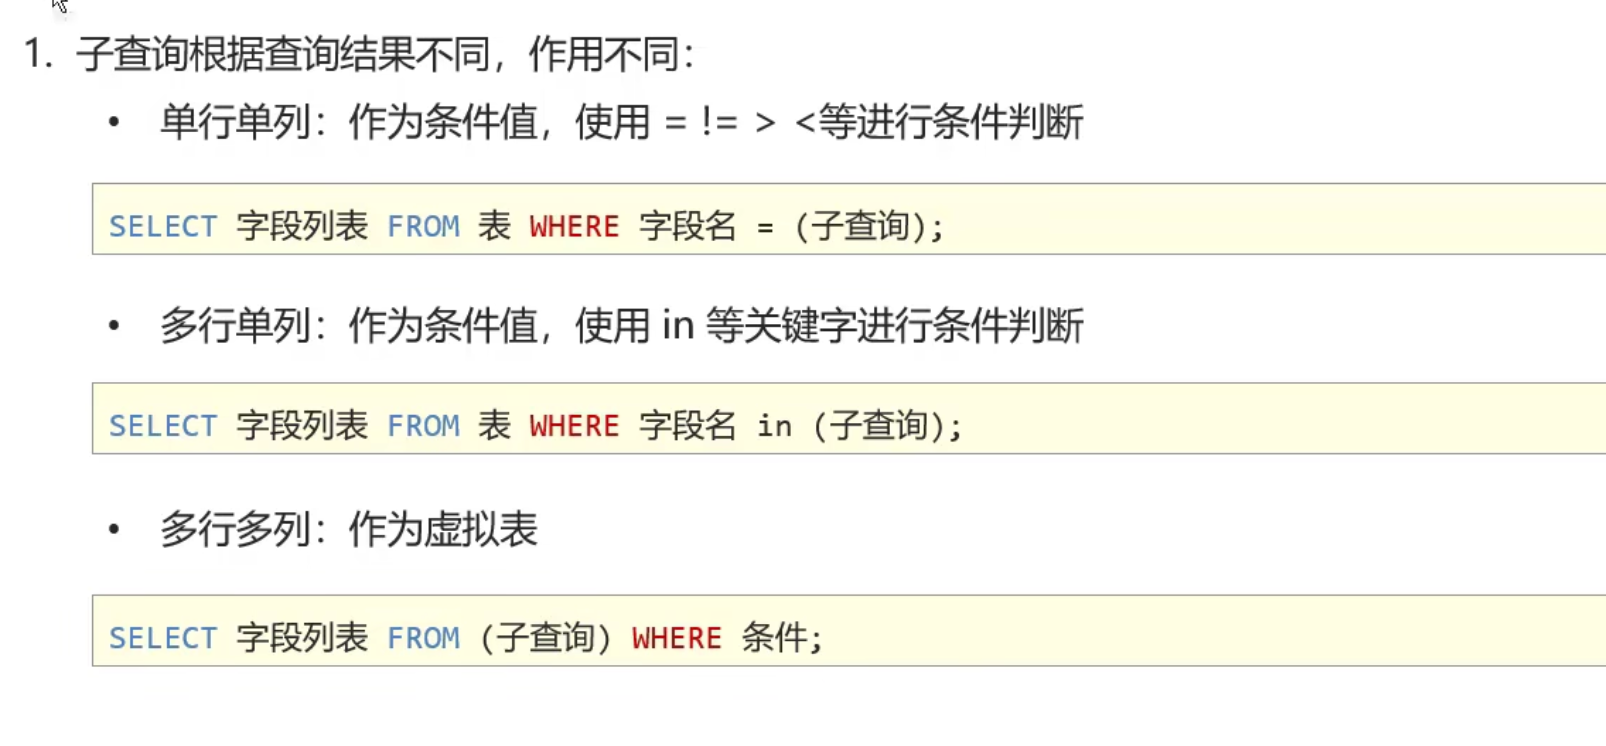 1. 子查询根据查询结果不同，作用不同：
• 单行单列：作为条件值，使用 = != > <等进行条件判断
SELECT 字段列表 FROM 表 WHERE 字段名 = (子查询);
• 多行单列：作为条件值，使用 in 等关键字进行条件判断
SELECT 字段列表 FROM 表 WHERE 字段名 in (子查询);
• 多行多列：作为虚拟表
SELECT 字段列表 FROM (子查询) WHERE 条件;